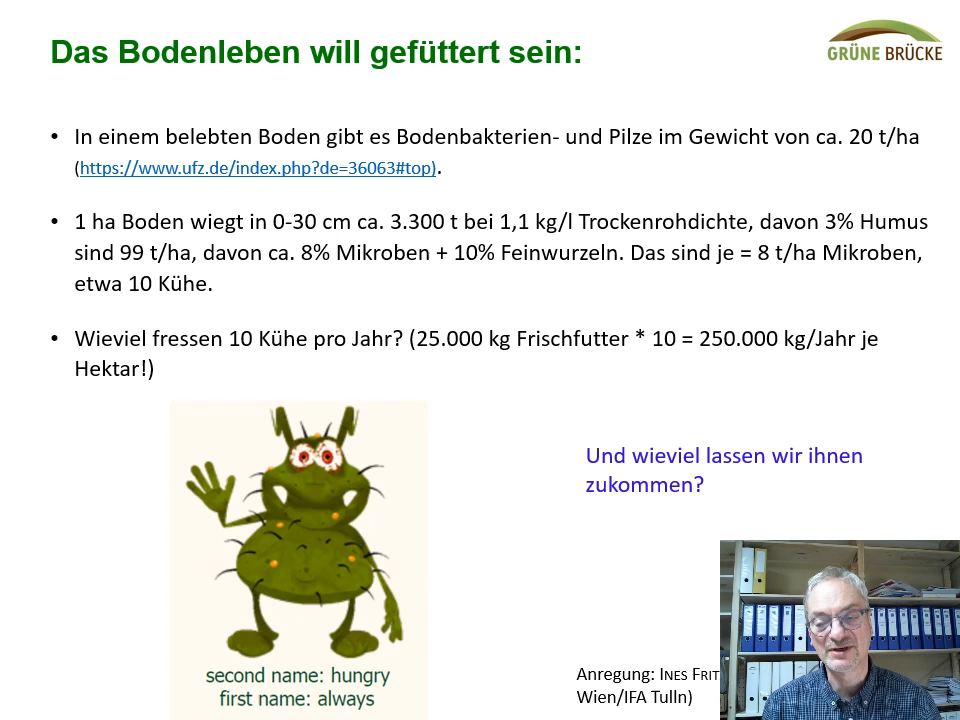 Das Bodenleben will gefüttert sein:
GRÜNE BRÜCKE
• In einem belebten Boden gibt es Bodenbakterien- und Pilze im Gewicht von ca. 20 t/ha
(https://www.ufz.de/index.php?de=36063#top).
• 1 ha Boden wiegt in 0-30 cm ca. 3.300 t bei 1,1 kg/l Trockenrohdichte, davon 3% Humus
sind 99 t/ha, davon ca. 8% Mikroben + 10% Feinwurzeln. Das sind je = 8 t/ha Mikroben,
etwa 10 Kühe.
• Wieviel fressen 10 Kühe pro Jahr? (25.000 kg Frischfutter * 10 = 250.000 kg/Jahr je
Hektar!)
Und wieviel lassen wir ihnen
zukommen?
second name: hungry
first name: always
Anregung: INES FRIT
Wien/IFA Tulln)